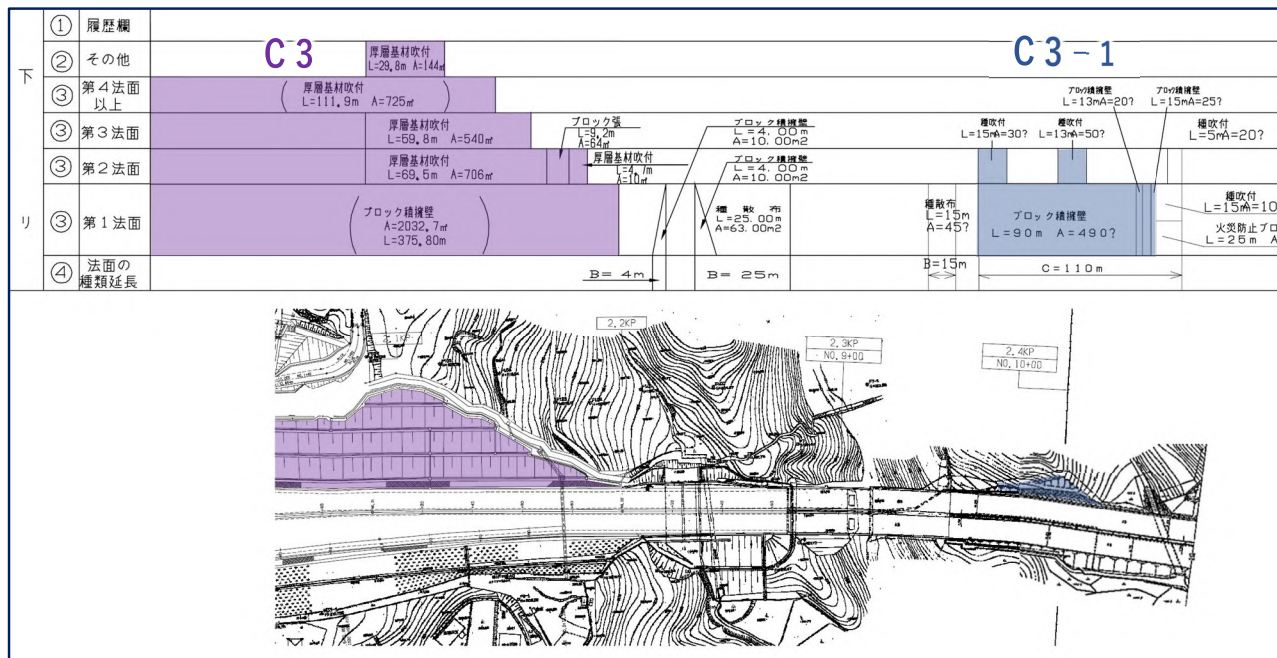 下
リ
① 履歴欄
② その他
③ 第4法面
以上
③ 第3法面
③ 第2法面
③ 第1法面
④ 法面の
種類延長
C3
C3-1
厚層基材吹付
L=29.8m A=144㎡
厚層基材吹付
L=111.9m A=725㎡
厚層基材吹付
L=59.8m A=540㎡
ブロック張
L=9.2m
A=64㎡
ブロック積擁壁
L=4.00m
A=10.00m2
ブロック積擁壁
L=13mA=20?
ブロック積擁壁
L=15mA=25?
種吹付
L=15mA=30?
種吹付
L=13mA=50?
種吹付
L=5mA=20?
厚層基材吹付
L=69.5m A=706㎡
厚層基材吹付
L=4.7m
A=10㎡
ブロック積擁壁
L=4.00m
A=10.00m2
ブロック積擁壁
A=2032.7㎡
L=375.80m
種散布
L=25.00m
A=63.00m2
種散布
L=15m
A=45?
ブロック積擁壁
L=90m A=490?
種吹付
L=15mA=10
火災防止ブロ
L=25m A
B=4m
B=25m
B=15m
C=110m
2.1KP
2.2KP
2.3KP
NO.9+00
2.4KP
NO.10+00